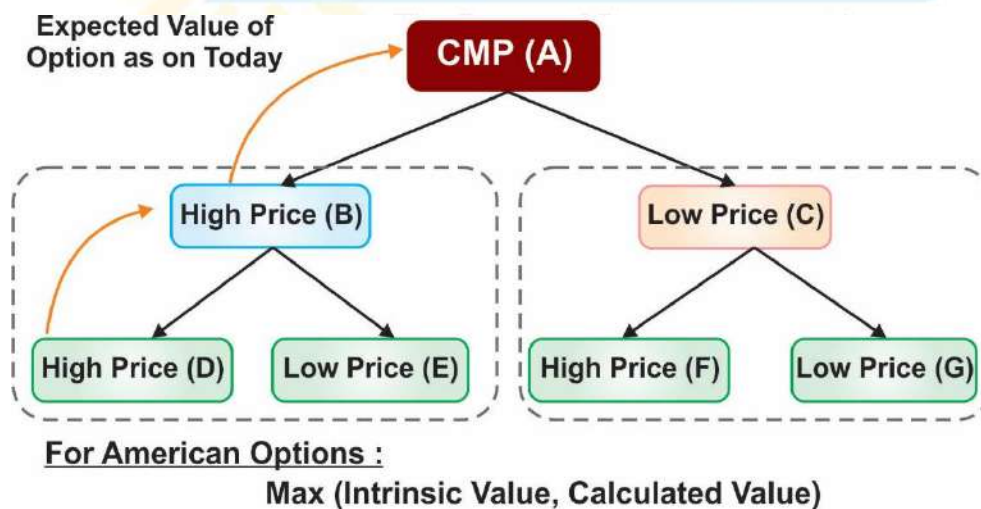 Expected Value of
Option as on Today
CMP (A)
High Price (B)
Low Price (C)
High Price (D)
Low Price (E)
High Price (F)
Low Price (G)
For American Options :
Max (Intrinsic Value, Calculated Value)